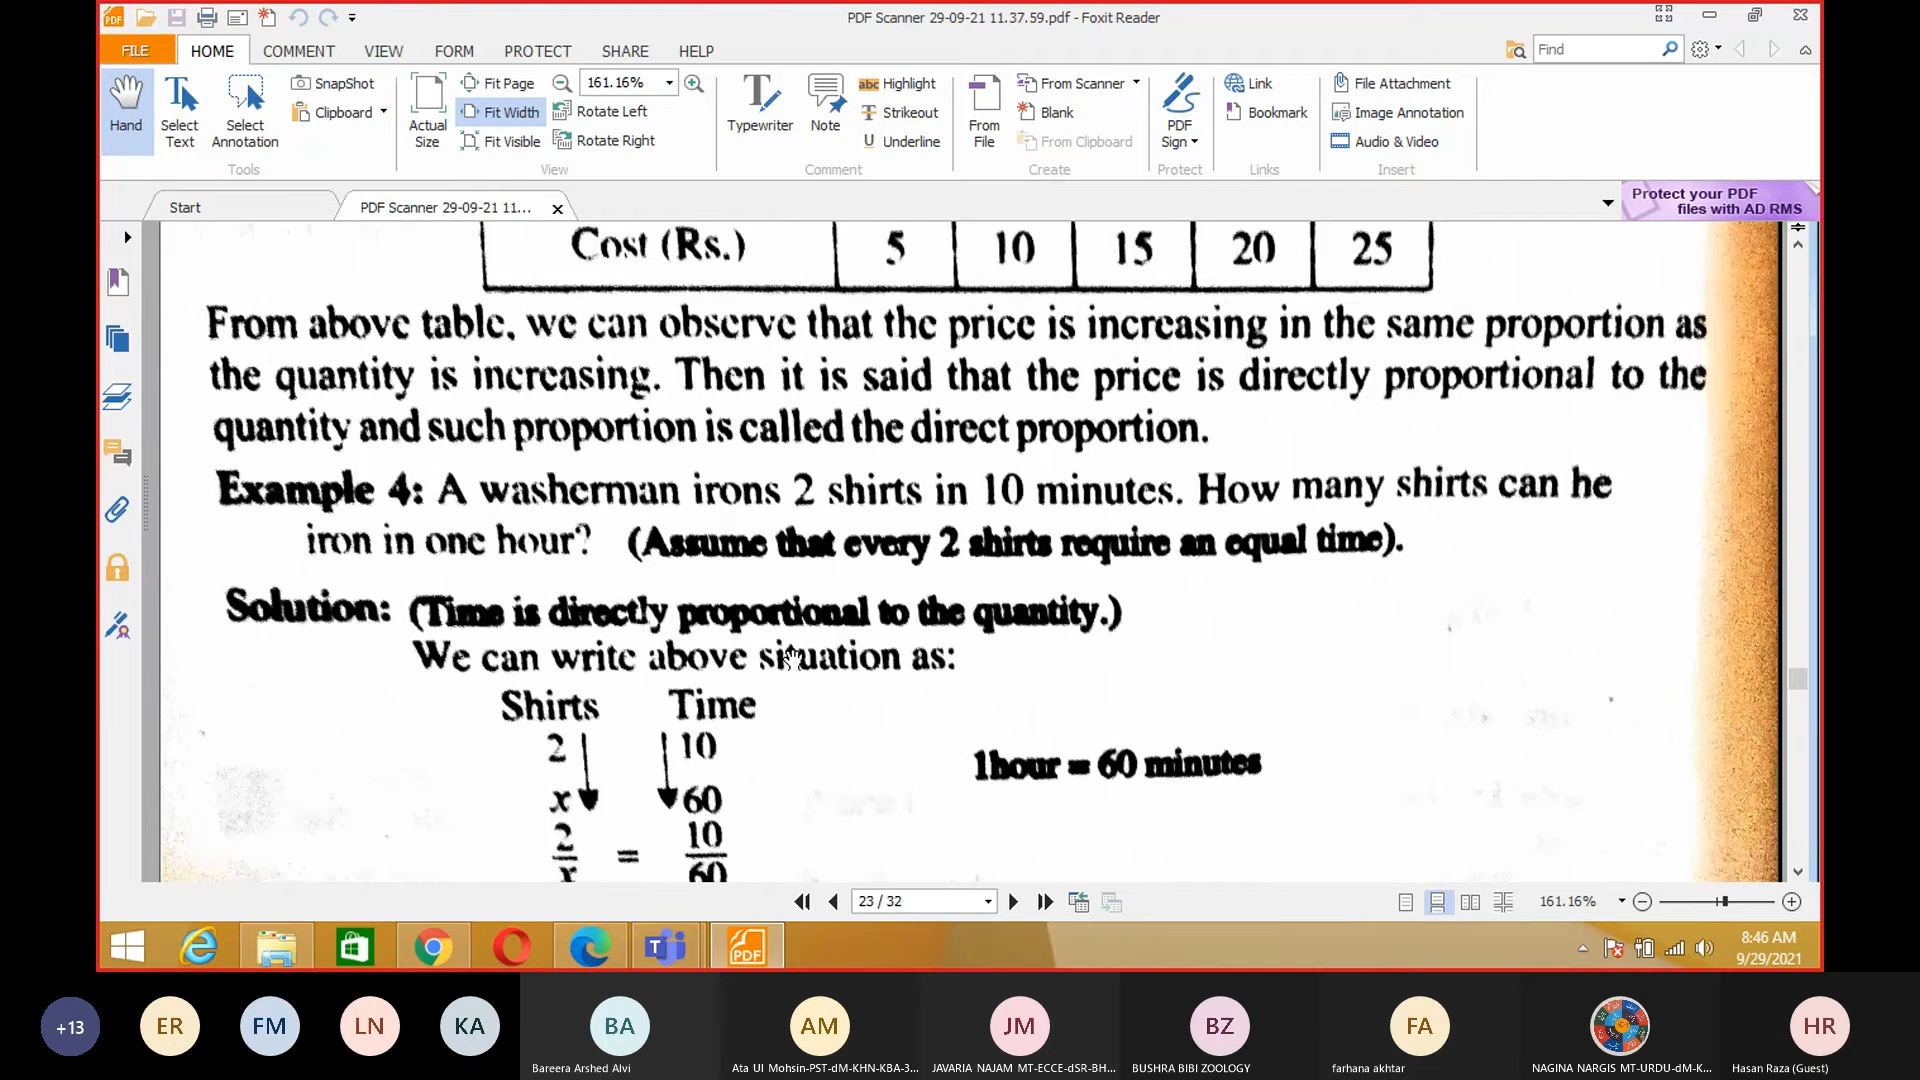 PDF Scanner 29-09-21 11.37.59.pdf - Foxit Reader
FILE HOME COMMENT VIEW FORM PROTECT SHARE HELP
Find
Hand
Select Text
Select Annotation
SnapShot
Clipboard
Tools
Actual Size
Fit Page
Fit Width
Fit Visible
161.16%
Rotate Left
Rotate Right
View
Typewriter
Note
abc Highlight
T Strikeout
U Underline
Comment
From File
From Scanner
Blank
From Clipboard
Create
PDF Sign
Protect
Link
Bookmark
Links
File Attachment
Image Annotation
Audio & Video
Insert
Start
PDF Scanner 29-09-21 11...
Protect your PDF
files with AD RMS
Cost (Rs.) 5 10 15 20 25
From above table, we can observe that the price is increasing in the same proportion as
the quantity is increasing. Then it is said that the price is directly proportional to the
quantity and such proportion is called the direct proportion.
Example 4: A washerman irons 2 shirts in 10 minutes. How many shirts can he
iron in one hour? (Assume that every 2 shirts require an equal time).
Solution: (Time is directly proportional to the quantity.)
We can write above situation as:
Shirts Time
2 10
1hour = 60 minutes
x 60
2 10
=
x 60
23 / 32
161.16%
PDF
8:46 AM
9/29/2021
+13 ER FM LN KA BA AM JM BZ FA HR
Bareera Arshed Alvi
Ata Ul Mohsin-PST-dM-KHN-KBA-3...
JAVARIA NAJAM MT-ECCE-dSR-BH...
BUSHRA BIBI ZOOLOGY
farhana akhtar
NAGINA NARGIS MT-URDU-dM-K...
Hasan Raza (Guest)